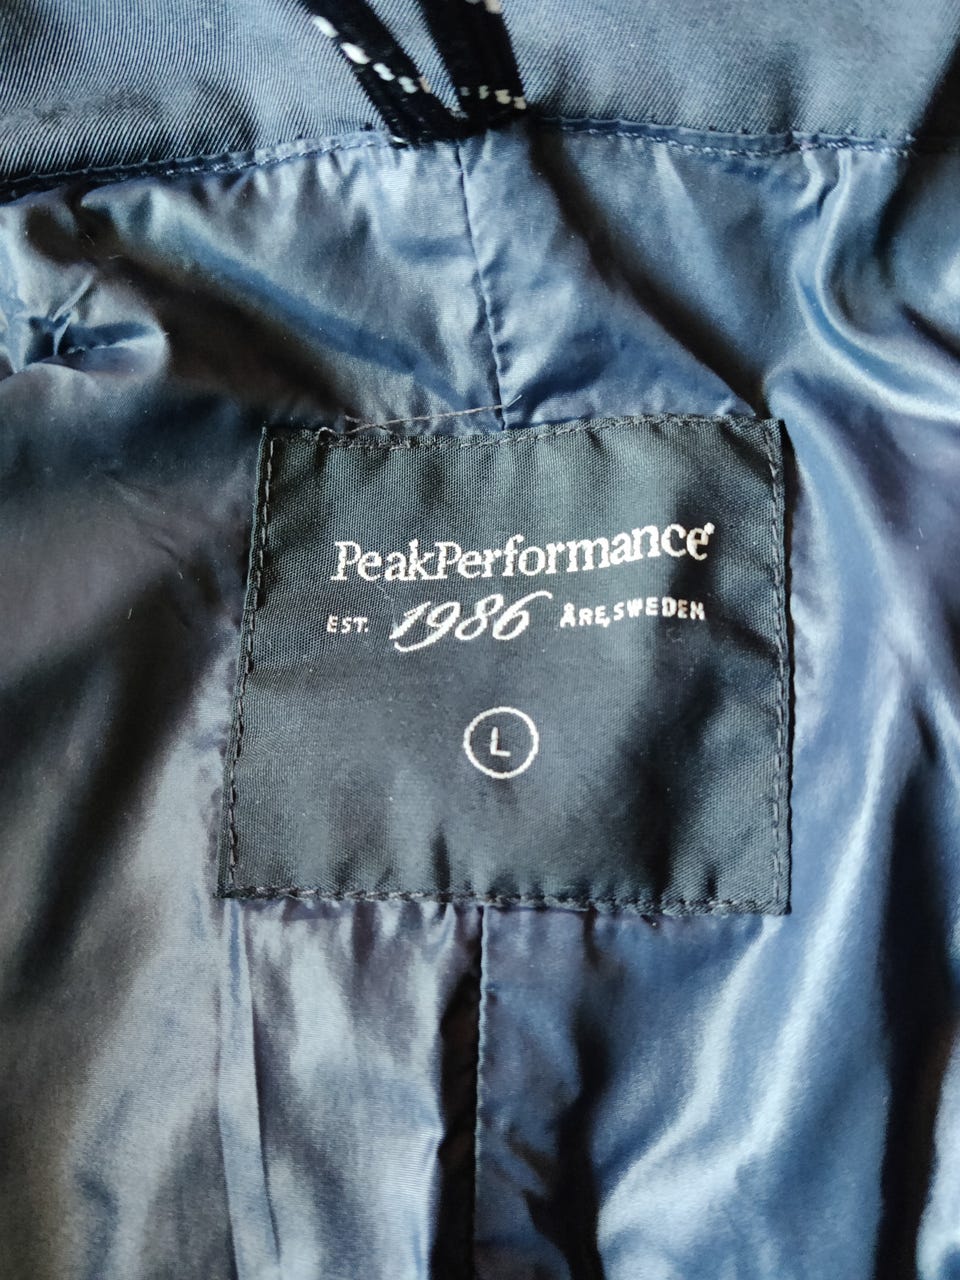 PeakPerformance®
EST. 1986 ÅRE, SWEDEN
L